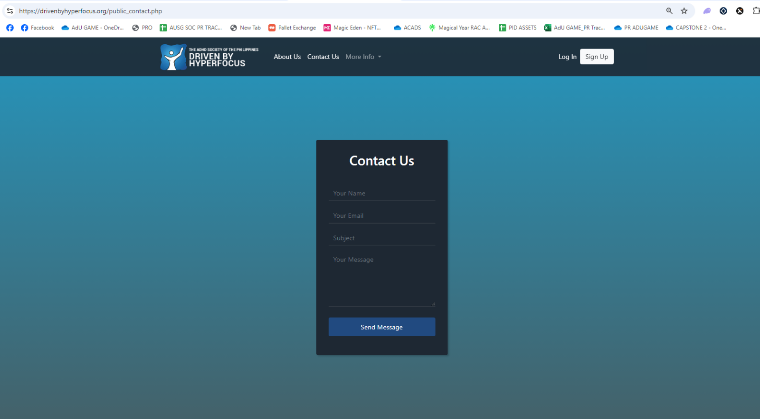 https://drivenbyhyperfocus.org/public_contact.php
Facebook AdU GAME - OneDr... PRO AUSG SOC PR TRAC... New Tab Pallet Exchange Magic Eden - NFT... ACADS Magical Year RAC A... PID ASSETS AdU GAME_PR Trac... PR ADUGAME CAPSTONE 2 - One...
THE ADHD SOCIETY OF THE PHILIPPINES
DRIVEN BY
HYPERFOCUS
About Us Contact Us More Info Log In Sign Up
Contact Us
Your Name
Your Email
Subject
Your Message
Send Message